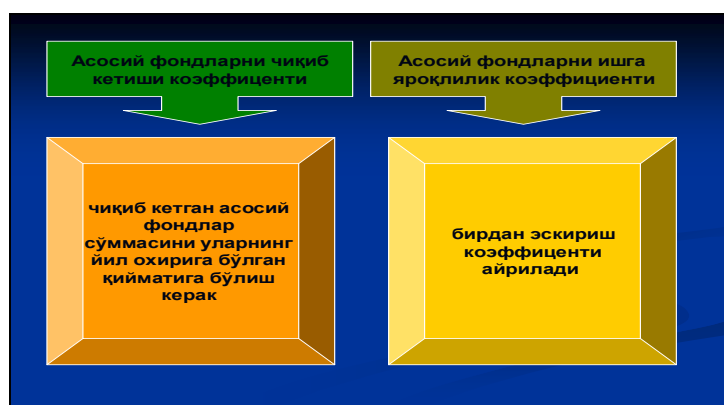 Асосий фондларни чиқиб
кетиши коэффиценти
Асосий фондларни ишга
яроқлилик коэффициенти
чиқиб кетган асосий
фондлар
сўммасини уларнинг
йил охирига бўлган
қийматига бўлиш
керак
бирдан эскириш
коэффиценти
айрилади